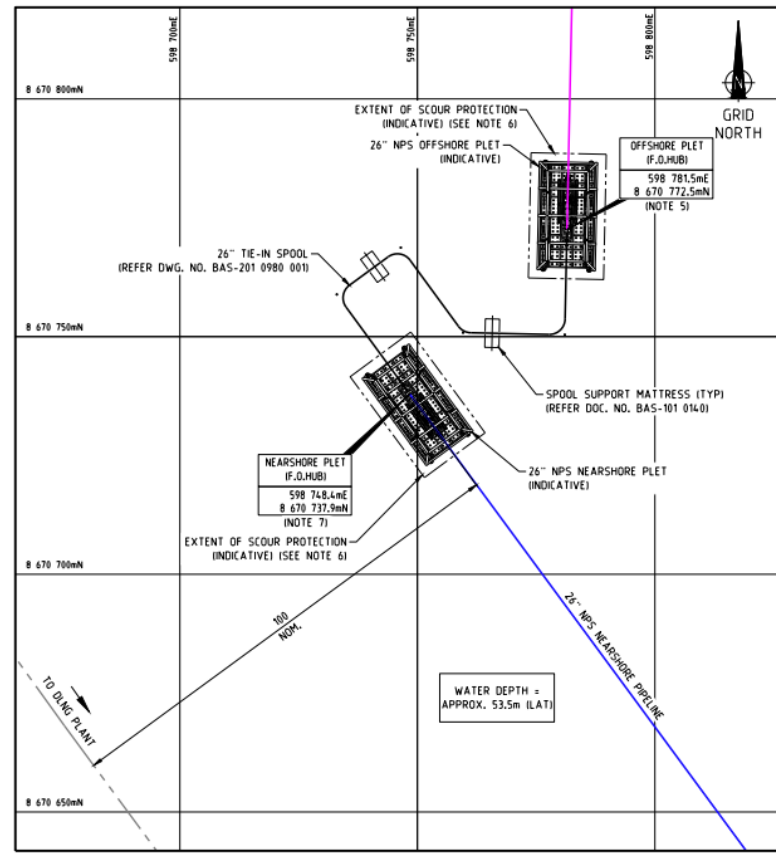 598 700mE
598 750mE
598 800mE
8 670 800mN
GRID
NORTH
EXTENT OF SCOUR PROTECTION
(INDICATIVE) (SEE NOTE 6)
26" NPS OFFSHORE PLET
(INDICATIVE)
OFFSHORE PLET
(F.O.HUB)
598 781.5mE
8 670 772.5mN
(NOTE 5)
26" TIE-IN SPOOL
(REFER DWG. NO. BAS-201 0980 001)
8 670 750mN
SPOOL SUPPORT MATTRESS (TYP)
(REFER DOC. NO. BAS-101 0140)
NEARSHORE PLET
(F.O.HUB)
598 748.4mE
8 670 737.9mN
(NOTE 7)
26" NPS NEARSHORE PLET
(INDICATIVE)
EXTENT OF SCOUR PROTECTION
(INDICATIVE) (SEE NOTE 6)
8 670 700mN
100
NOM.
26" NPS NEARSHORE PIPELINE
TO DLNG PLANT
WATER DEPTH =
APPROX. 53.5m (LAT)
8 670 650mN